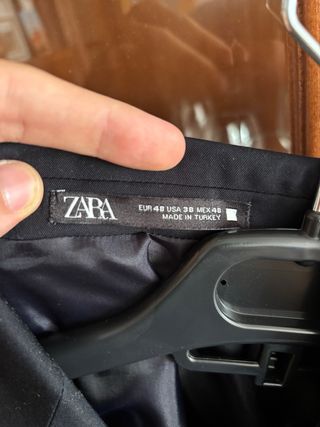 ZARA
EUR 48 USA 38 MEX 48
MADE IN TURKEY